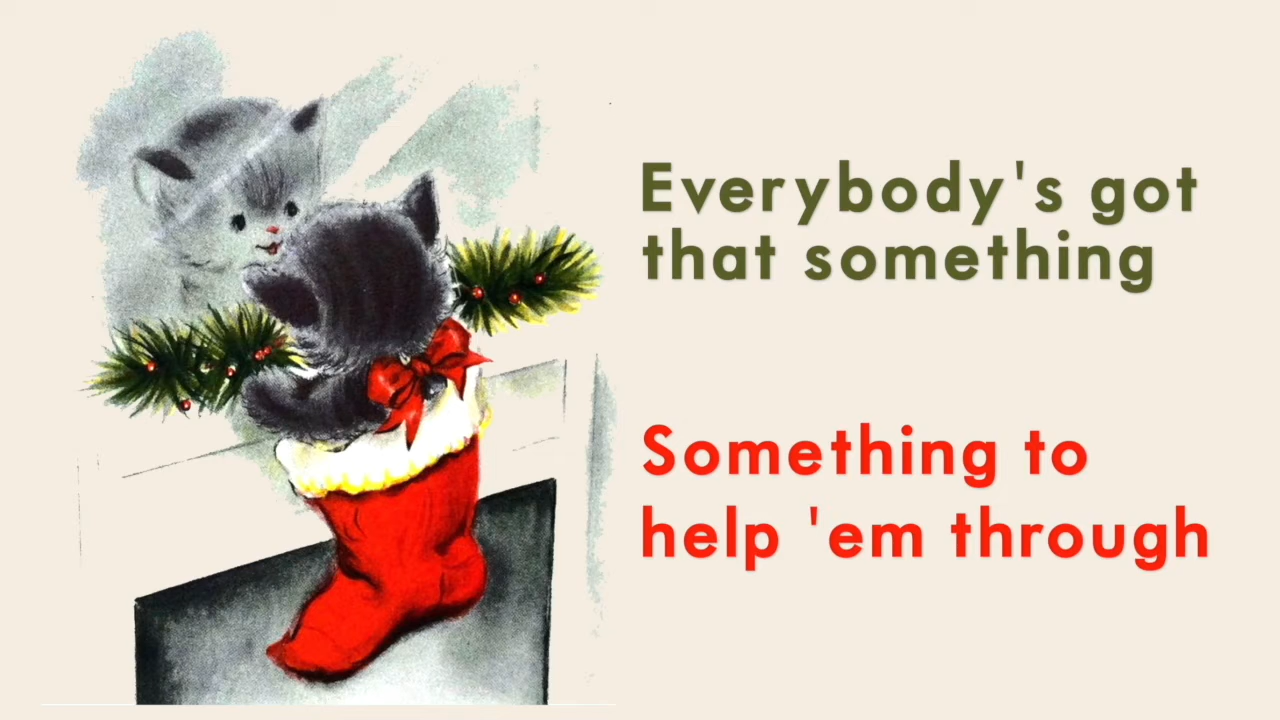 Everybody's got
that something
Something to
help 'em through